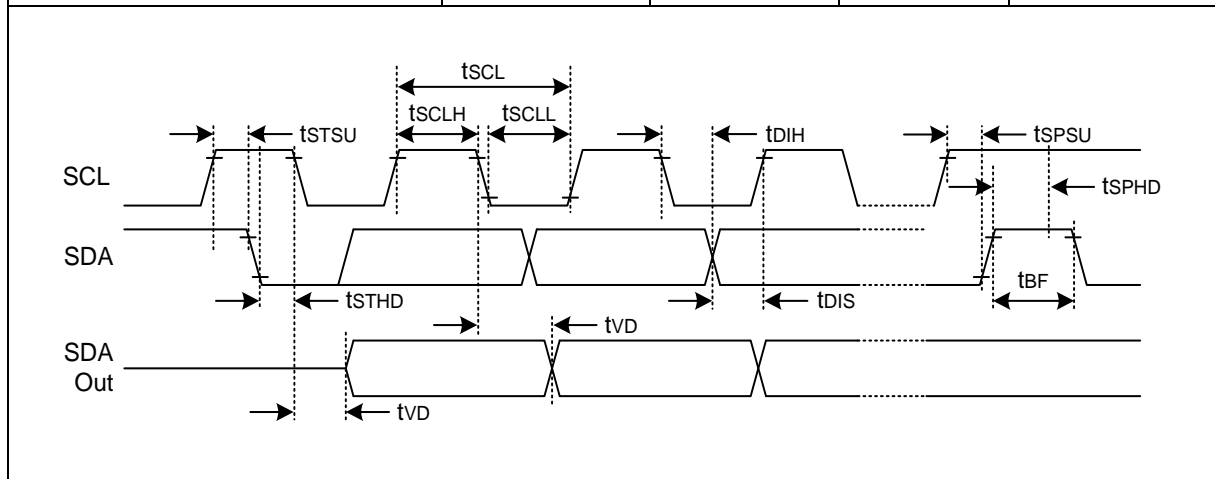 tSCL
tSCLH
tSCLL
tSTSU
tDIH
tSPSU
SCL
tSPHD
SDA
tBF
tSTHD
tDIS
tVD
SDA
Out
tVD